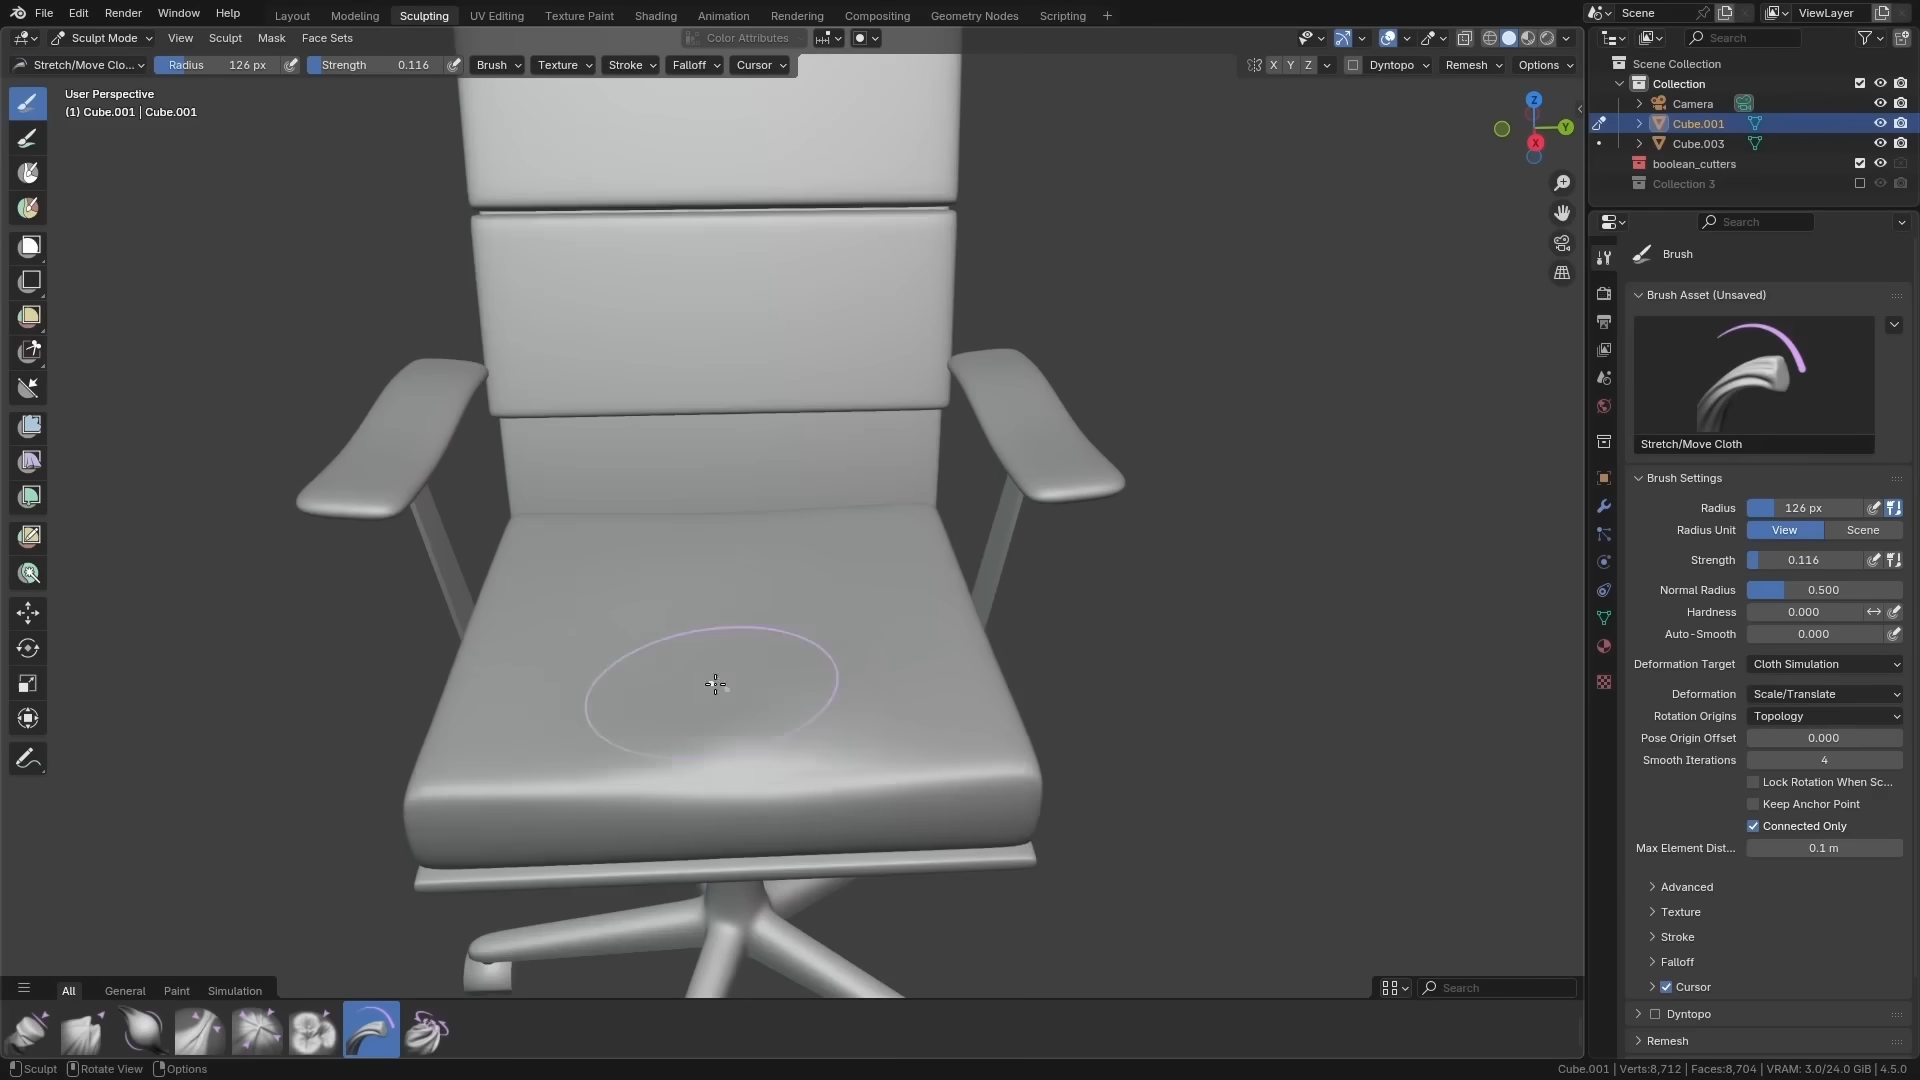 File Edit Render Window Help Layout Modeling Sculpting UV Editing Texture Paint Shading Animation Rendering Compositing Geometry Nodes Scripting + Scene ViewLayer
Sculpt Mode View Sculpt Mask Face Sets Color Attributes Search
Stretch/Move Clo... Radius 126 px Strength 0.116 Brush Texture Stroke Falloff Cursor X Y Z Dyntopo Remesh Options
User Perspective
(1) Cube.001 | Cube.001
Z
Y
X
Scene Collection
Collection
Camera
Cube.001
Cube.003
boolean_cutters
Collection 3
Search
Brush
Brush Asset (Unsaved)
Stretch/Move Cloth
Brush Settings
Radius 126 px
Radius Unit View Scene
Strength 0.116
Normal Radius 0.500
Hardness 0.000
Auto-Smooth 0.000
Deformation Target Cloth Simulation
Deformation Scale/Translate
Rotation Origins Topology
Pose Origin Offset 0.000
Smooth Iterations 4
Lock Rotation When Sc...
Keep Anchor Point
Connected Only
Max Element Dist... 0.1 m
Advanced
Texture
Stroke
Falloff
Cursor
Dyntopo
Remesh
All General Paint Simulation Search
Sculpt Rotate View Options Cube.001 | Verts:8,712 | Faces:8,704 | VRAM: 3.0/24.0 GiB | 4.5.0